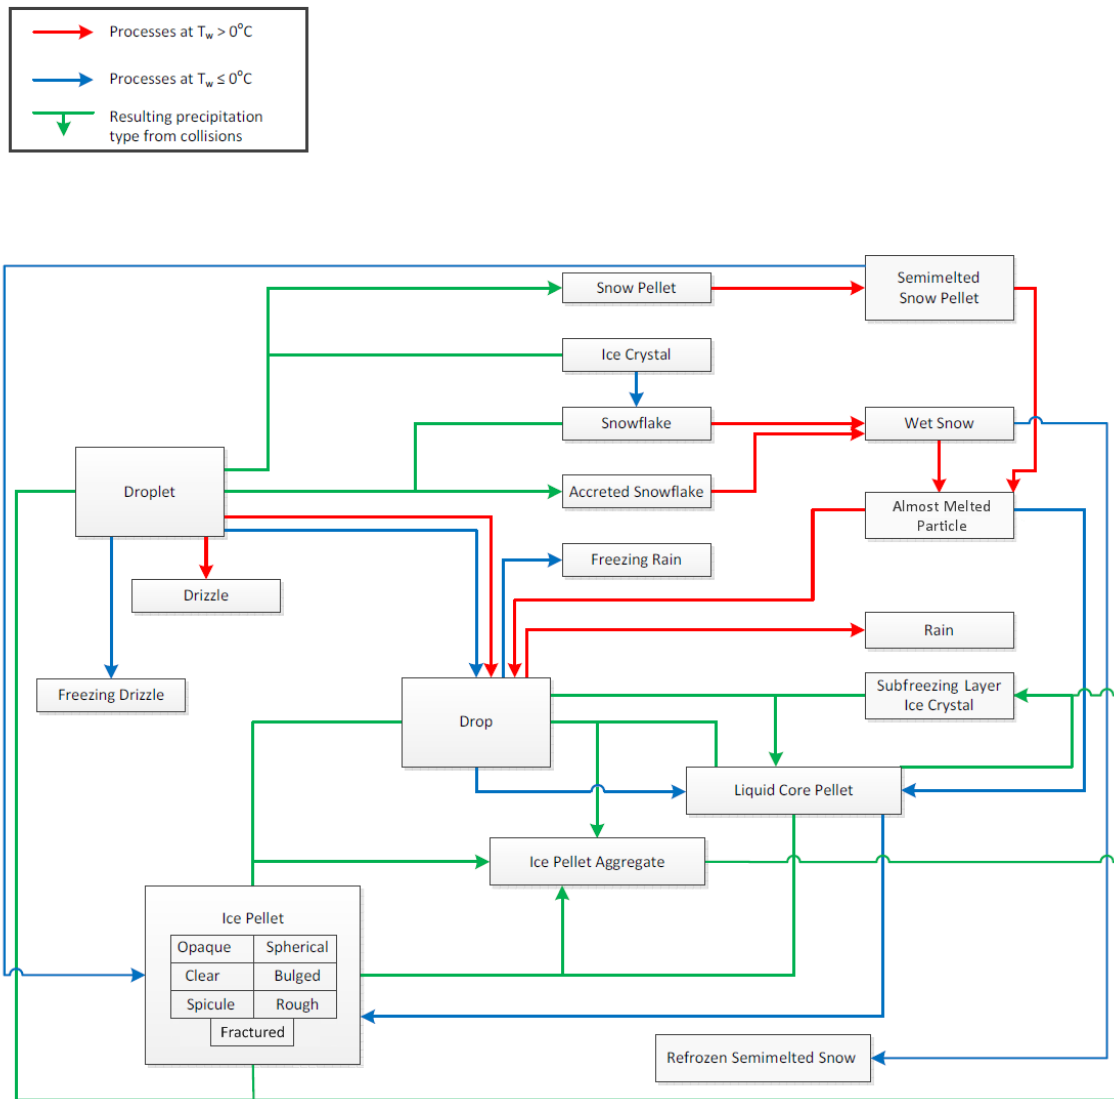 Processes at Tw > 0°C
Processes at Tw ≤ 0°C
Resulting precipitation
type from collisions
Snow Pellet
Semimelted
Snow Pellet
Ice Crystal
Snowflake
Wet Snow
Droplet
Accreted Snowflake
Almost Melted
Particle
Freezing Rain
Drizzle
Rain
Freezing Drizzle
Drop
Subfreezing Layer
Ice Crystal
Liquid Core Pellet
Ice Pellet Aggregate
Ice Pellet
Opaque Spherical
Clear Bulged
Spicule Rough
Fractured
Refrozen Semimelted Snow